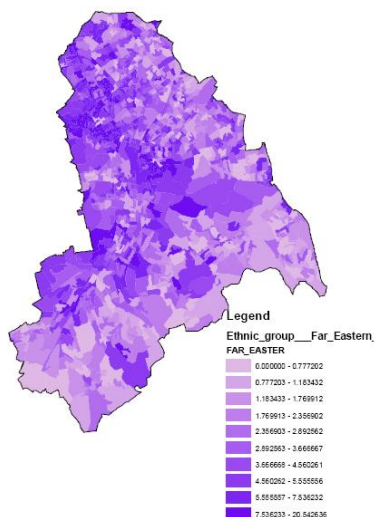 Legend
Ethnic_group___Far_Eastern_
FAR_EASTER
0.000000 - 0.777202
0.777203 - 1.183432
1.183433 - 1.769912
1.769913 - 2.356902
2.356903 - 2.892562
2.892563 - 3.666667
3.666668 - 4.560261
4.560262 - 5.555556
5.555557 - 7.536232
7.536233 - 20.542636